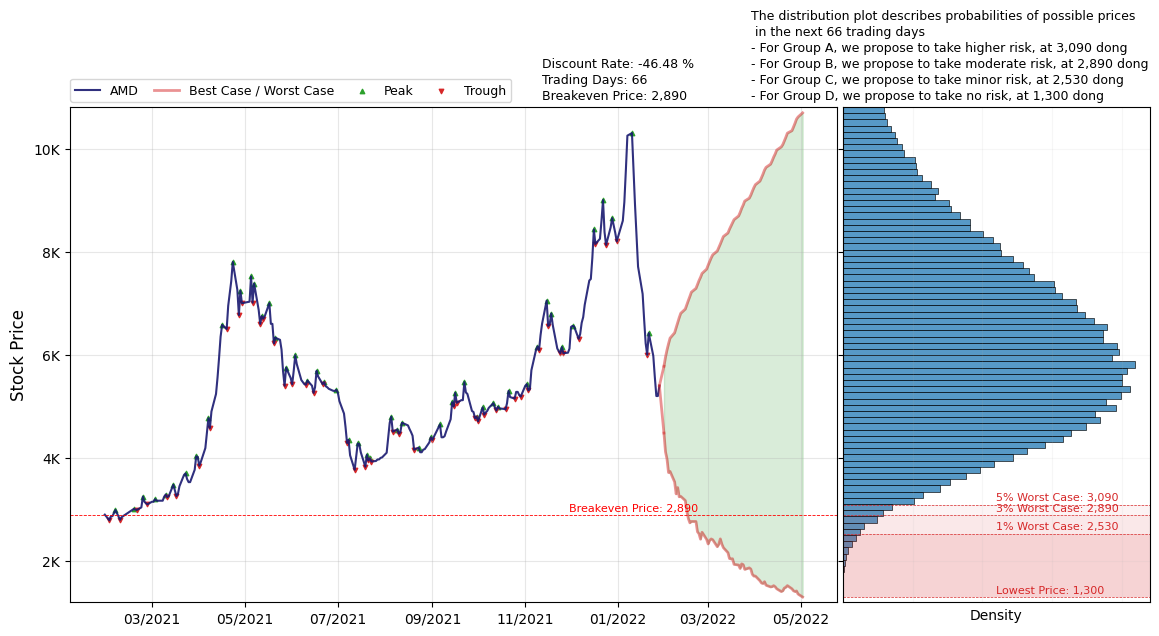 The distribution plot describes probabilities of possible prices
in the next 66 trading days
- For Group A, we propose to take higher risk, at 3,090 dong
- For Group B, we propose to take moderate risk, at 2,890 dong
- For Group C, we propose to take minor risk, at 2,530 dong
- For Group D, we propose to take no risk, at 1,300 dong
Discount Rate: -46.48 %
Trading Days: 66
Breakeven Price: 2,890
AMD
Best Case / Worst Case
Peak
Trough
Stock Price
10K
8K
6K
4K
2K
Breakeven Price: 2,890
5% Worst Case: 3,090
3% Worst Case: 2,890
1% Worst Case: 2,530
Lowest Price: 1,300
03/2021
05/2021
07/2021
09/2021
11/2021
01/2022
03/2022
05/2022
Density